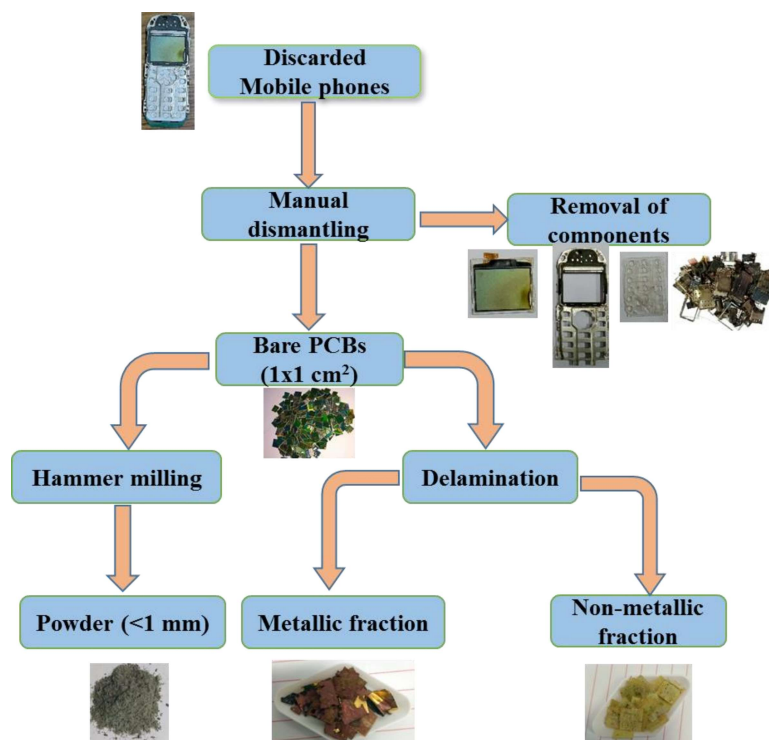 Discarded
Mobile phones
Manual
dismantling
Removal of
components
Bare PCBs
(1x1 cm²)
Hammer milling
Delamination
Powder (<1 mm)
Metallic fraction
Non-metallic
fraction